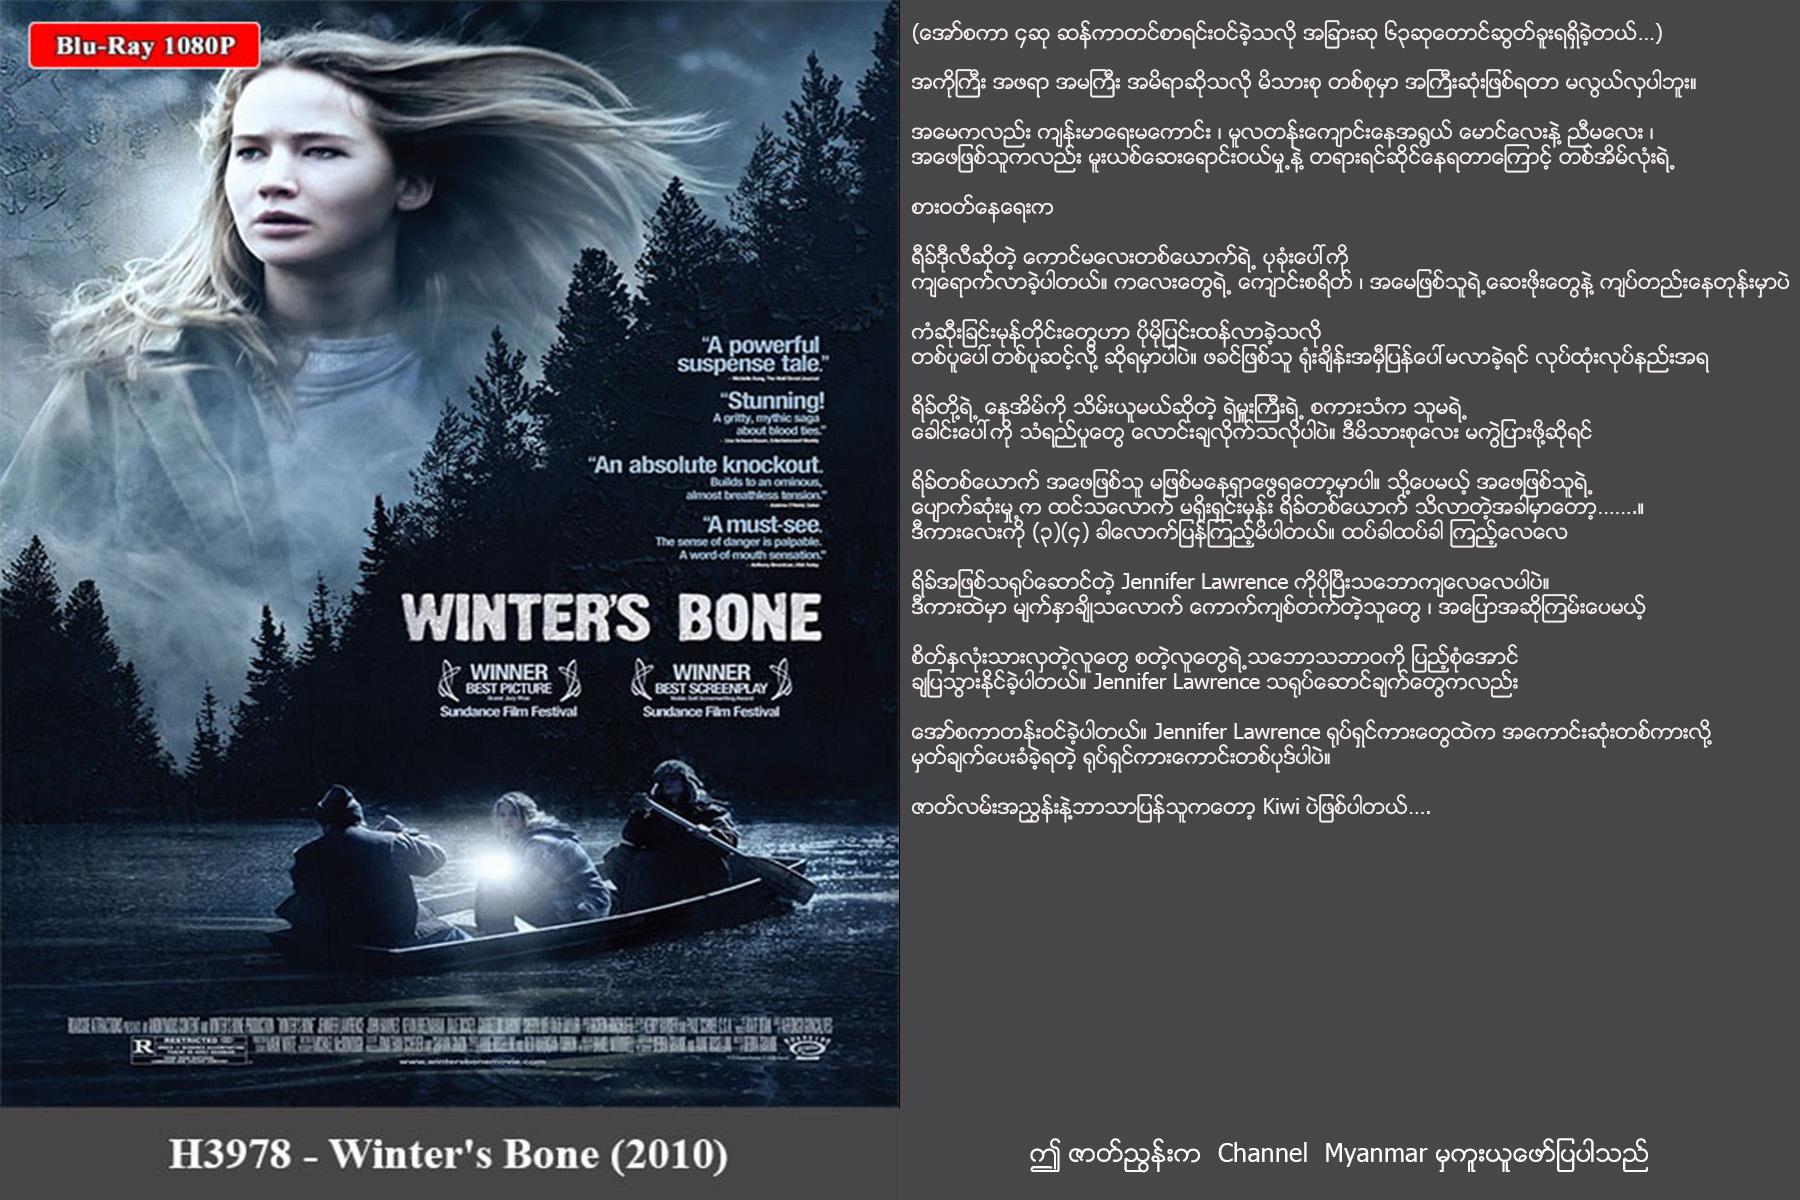 Blu-Ray 1080P
"A powerful
suspense tale."
"Stunning!
A gritty, mythic saga
about blood ties."
"An absolute knockout.
Builds to an ominous,
almost breathless tension."
"A must-see.
The sense of danger is palpable.
A word-of-mouth sensation."
WINTER'S BONE
WINNER
BEST PICTURE
Sundance Film Festival
WINNER
BEST SCREENPLAY
Sundance Film Festival
R RESTRICTED
www.wintersbonemovie.com
H3978 - Winter's Bone (2010)
(အော်စကာ ၄ဆု ဆန်ကာတင်စာရင်းဝင်ခဲ့သလို အခြားဆု ၆၃ဆုတောင်ဆွတ်ခူးရရှိခဲ့တယ်...)
အကိုကြီး အဖရာ အမကြီး အမိရာဆိုသလို မိသားစု တစ်စုမှာ အကြီးဆုံးဖြစ်ရတာ မလွယ်လှပါဘူး။
အမေကလည်း ကျန်းမာရေးမကောင်း ၊ မူလတန်းကျောင်းနေအရွယ် မောင်လေးနဲ့ ညီမလေး ၊
အဖေဖြစ်သူကလည်း မူးယစ်ဆေးရောင်းဝယ်မှု့နဲ့ တရားရင်ဆိုင်နေရတာကြောင့် တစ်အိမ်လုံးရဲ့
စားဝတ်နေရေးက
ရိခ်ဒိုလီဆိုတဲ့ ကောင်မလေးတစ်ယောက်ရဲ့ ပုခုံးပေါ်ကို
ကျရောက်လာခဲ့ပါတယ်။ ကလေးတွေရဲ့ ကျောင်းစရိတ် ၊ အမေဖြစ်သူရဲ့ဆေးဖိုးတွေနဲ့ ကျပ်တည်းနေတုန်းမှာပဲ
ကံဆိုးခြင်းမုန်တိုင်းတွေဟာ ပိုမိုပြင်းထန်လာခဲ့သလို
တစ်ပူပေါ်တစ်ပူဆင့်လို့ ဆိုရမှာပါပဲ။ ဖခင်ဖြစ်သူ ရုံးချိန်းအမှီပြန်ပေါ်မလာခဲ့ရင် လုပ်ထုံးလုပ်နည်းအရ
ရိခ်တို့ရဲ့ နေအိမ်ကို သိမ်းယူမယ်ဆိုတဲ့ ရဲမှူးကြီးရဲ့ စကားသံက သူမရဲ့
ခေါင်းပေါ်ကို သံရည်ပူတွေ လောင်းချလိုက်သလိုပါပဲ။ ဒီမိသားစုလေး မကွဲပြားဖို့ဆိုရင်
ရိခ်တစ်ယောက် အဖေဖြစ်သူ မဖြစ်မနေရှာဖွေရတော့မှာပါ။ သို့ပေမယ့် အဖေဖြစ်သူရဲ့
ပျောက်ဆုံးမှု့က ထင်သလောက် မရိုးရှင်းမှန်း ရိခ်တစ်ယောက် သိလာတဲ့အခါမှာတော့.......။
ဒီကားလေးကို (၃)(၄) ခါလောက်ပြန်ကြည့်မိပါတယ်။ ထပ်ခါထပ်ခါ ကြည့်လေလေ
ရိခ်အဖြစ်သရုပ်ဆောင်တဲ့ Jennifer Lawrence ကိုပိုပြီးသဘောကျလေလေပါပဲ။
ဒီကားထဲမှာ မျက်နှာချိုသလောက် ကောက်ကျစ်တက်တဲ့သူတွေ ၊ အပြောအဆိုကြမ်းပေမယ့်
စိတ်နှလုံးသားလှတဲ့လူတွေ စတဲ့လူတွေရဲ့သဘောသဘာဝကို ပြည့်စုံအောင်
ချပြသွားနိုင်ခဲ့ပါတယ်။ Jennifer Lawrence သရုပ်ဆောင်ချက်တွေကလည်း
အော်စကာတန်းဝင်ခဲ့ပါတယ်။ Jennifer Lawrence ရုပ်ရှင်ကားတွေထဲက အကောင်းဆုံးတစ်ကားလို့
မှတ်ချက်ပေးခံခဲ့ရတဲ့ ရုပ်ရှင်ကားကောင်းတစ်ပုဒ်ပါပဲ။
ဇာတ်လမ်းအညွှန်းနဲ့ဘာသာပြန်သူကတော့ Kiwi ပဲဖြစ်ပါတယ်....
ဤ ဇာတ်ညွှန်းက Channel Myanmar မှကူးယူဖော်ပြပါသည်